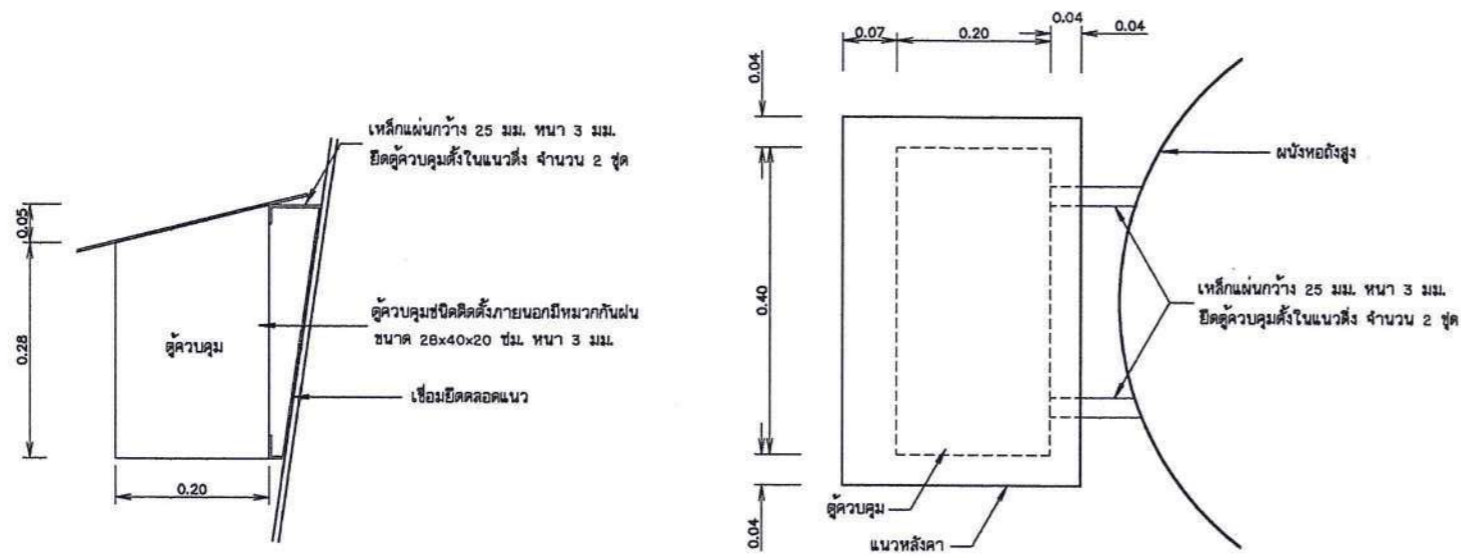 เหล็กแผ่นกว้าง 25 มม. หนา 3 มม.
ยึดตู้ควบคุมตั้งในแนวดิ่ง จำนวน 2 ชุด
0.05
0.28
ตู้ควบคุม
ตู้ควบคุมชนิดติดตั้งภายนอกมีหมวกกันฝน
ขนาด 28x40x20 ซม. หนา 3 มม.
เชื่อมยึดตลอดแนว
0.20
0.04
0.07
0.20
0.04
0.04
ผนังหอถังสูง
0.40
เหล็กแผ่นกว้าง 25 มม. หนา 3 มม.
ยึดตู้ควบคุมตั้งในแนวดิ่ง จำนวน 2 ชุด
0.04
ตู้ควบคุม
แนวหลังคา